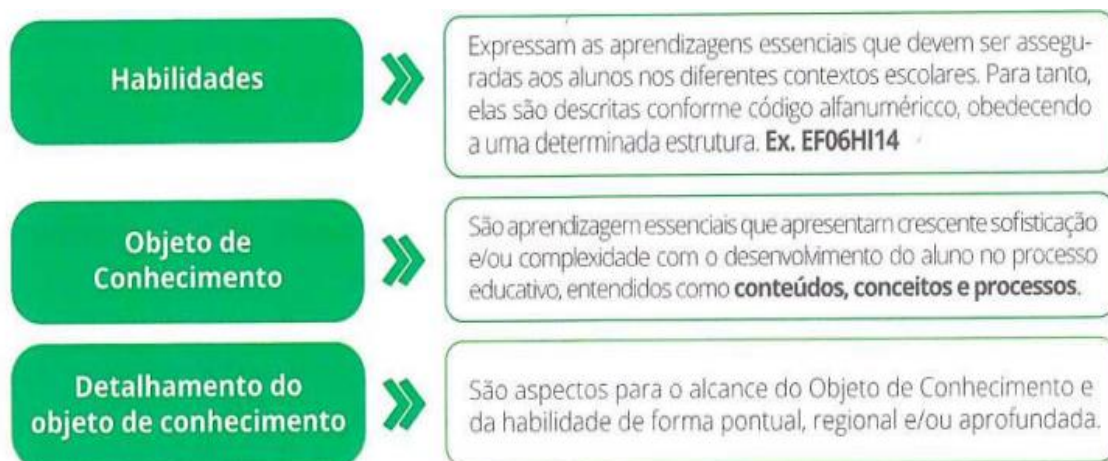 Habilidades
Expressam as aprendizagens essenciais que devem ser assegu-
radas aos alunos nos diferentes contextos escolares. Para tanto,
elas são descritas conforme código alfanuméricco, obedecendo
a uma determinada estrutura. Ex. EF06HI14
Objeto de
Conhecimento
São aprendizagem essenciais que apresentam crescente sofisticação
e/ou complexidade com o desenvolvimento do aluno no processo
educativo, entendidos como conteúdos, conceitos e processos.
Detalhamento do
objeto de conhecimento
São aspectos para o alcance do Objeto de Conhecimento e
da habilidade de forma pontual, regional e/ou aprofundada.